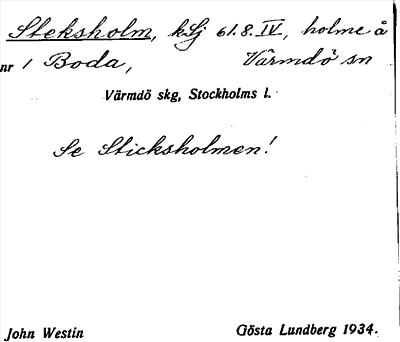 Steksholm, kLj 61.8.IV, holme å
nr 1 Boda, Värmdö sn
Värmdö skg, Stockholms l.
Se Sticksholmen!
John Westin Gösta Lundberg 1934.